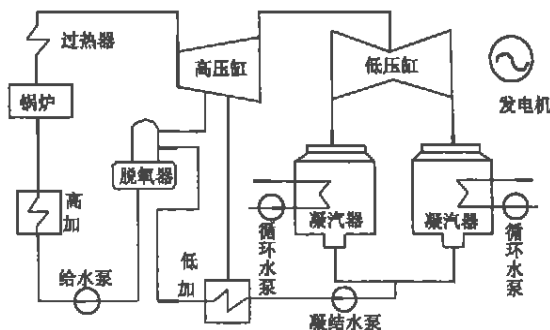 过热器
高压缸
低压缸
发电机
锅炉
脱氧器
高加
凝汽器
凝汽器
循环水泵
循环水泵
低加
给水泵
凝结水泵